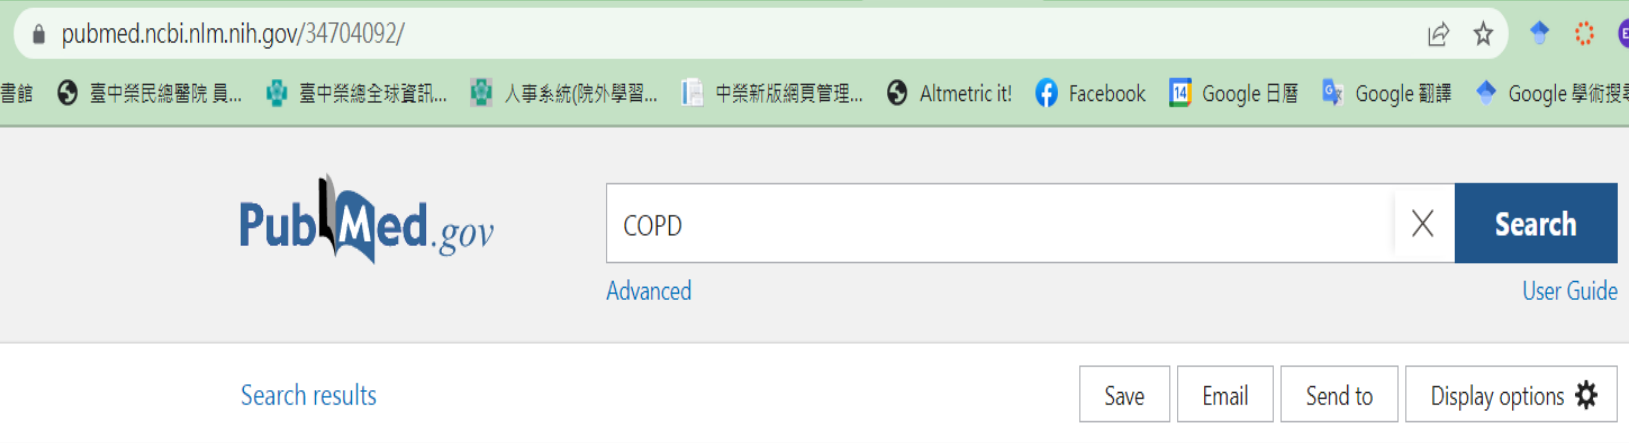 pubmed.ncbi.nlm.nih.gov/34704092/
書館 臺中榮民總醫院 員... 臺中榮總全球資訊... 人事系統(院外學習... 中榮新版網頁管理... Altmetric it! Facebook 14 Google 日曆 Google 翻譯 Google 學術搜尋
PubMed.gov COPD Search
Advanced User Guide
Search results Save Email Send to Display options